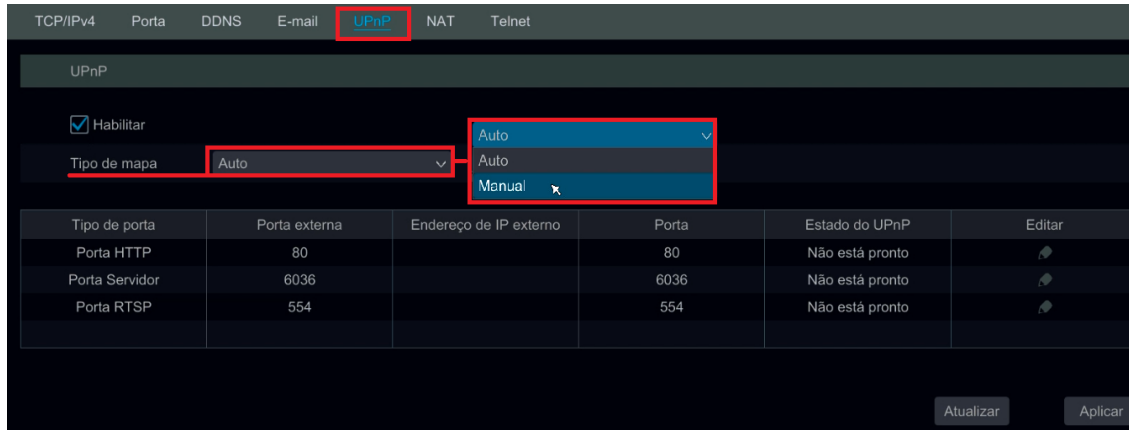 TCP/IPv4 Porta DDNS E-mail UPnP NAT Telnet
UPnP
Habilitar
Tipo de mapa Auto
Auto
Auto
Manual
Tipo de porta Porta externa Endereço de IP externo Porta Estado do UPnP Editar
Porta HTTP 80 80 Não está pronto
Porta Servidor 6036 6036 Não está pronto
Porta RTSP 554 554 Não está pronto
Atualizar Aplicar